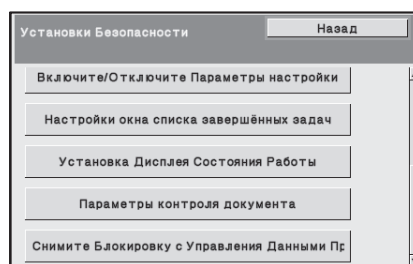 Установки Безопасности
Назад
Включите/Отключите Параметры настройки
Настройки окна списка завершённых задач
Установка Дисплея Состояния Работы
Параметры контроля документа
Снимите Блокировку с Управления Данными Пр